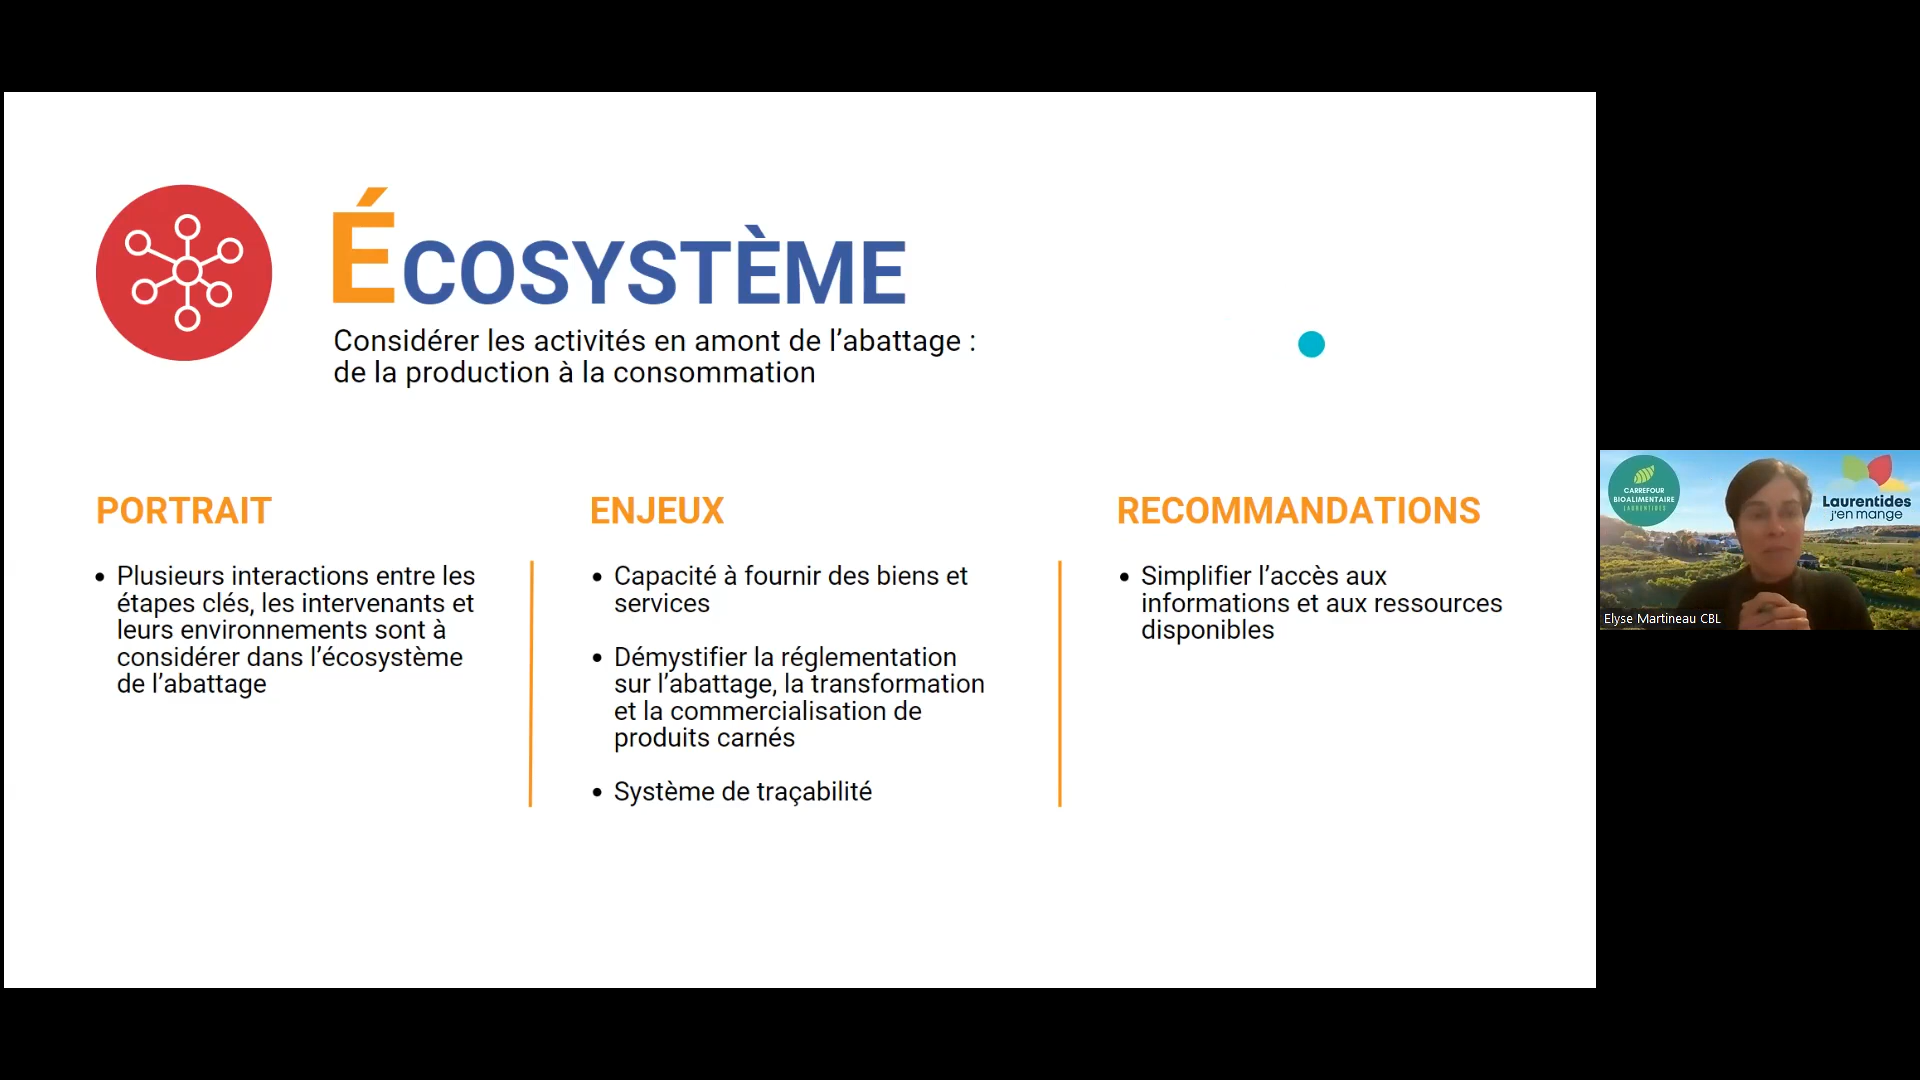 ÉCOSYSTÈME
Considérer les activités en amont de l’abattage :
de la production à la consommation
PORTRAIT
• Plusieurs interactions entre les
étapes clés, les intervenants et
leurs environnements sont à
considérer dans l’écosystème
de l’abattage
ENJEUX
• Capacité à fournir des biens et
services
• Démystifier la réglementation
sur l’abattage, la transformation
et la commercialisation de
produits carnés
• Système de traçabilité
RECOMMANDATIONS
• Simplifier l’accès aux
informations et aux ressources
disponibles
CARREFOUR
BIOALIMENTAIRE
LAURENTIDES
Laurentides
j'en mange
Elyse Martineau CBL